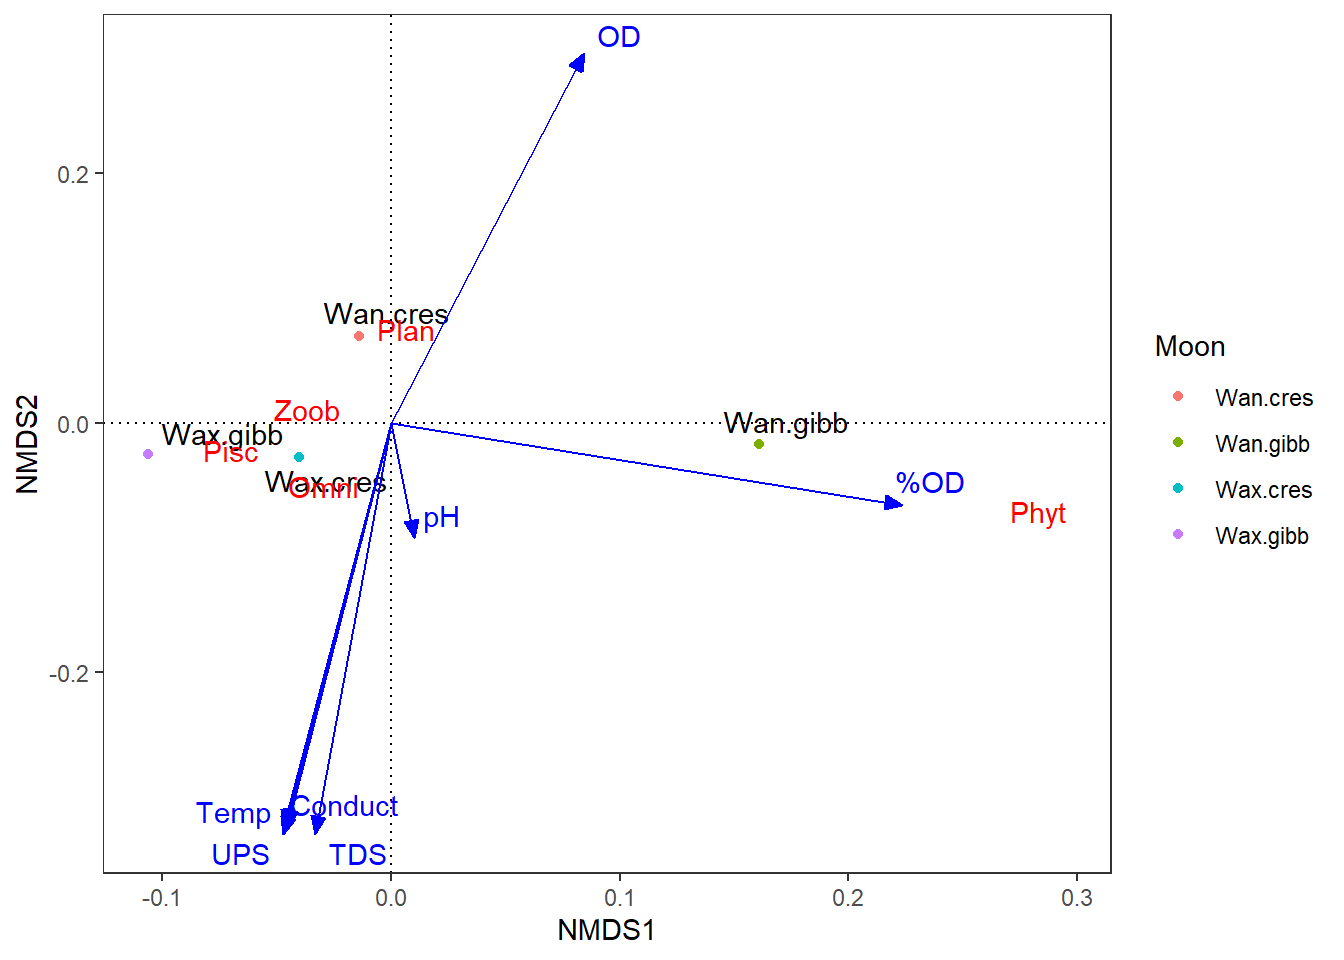 OD
0.2
Wan.cres
Plan
Zoob
0.0
Wax.gibb
Wan.gibb
Pisc
Wax.cres
Omni
%OD
pH
Phyt
-0.2
Temp
Conduct
UPS
TDS
-0.1
0.0
0.1
0.2
0.3
NMDS1
NMDS2
Moon
Wan.cres
Wan.gibb
Wax.cres
Wax.gibb